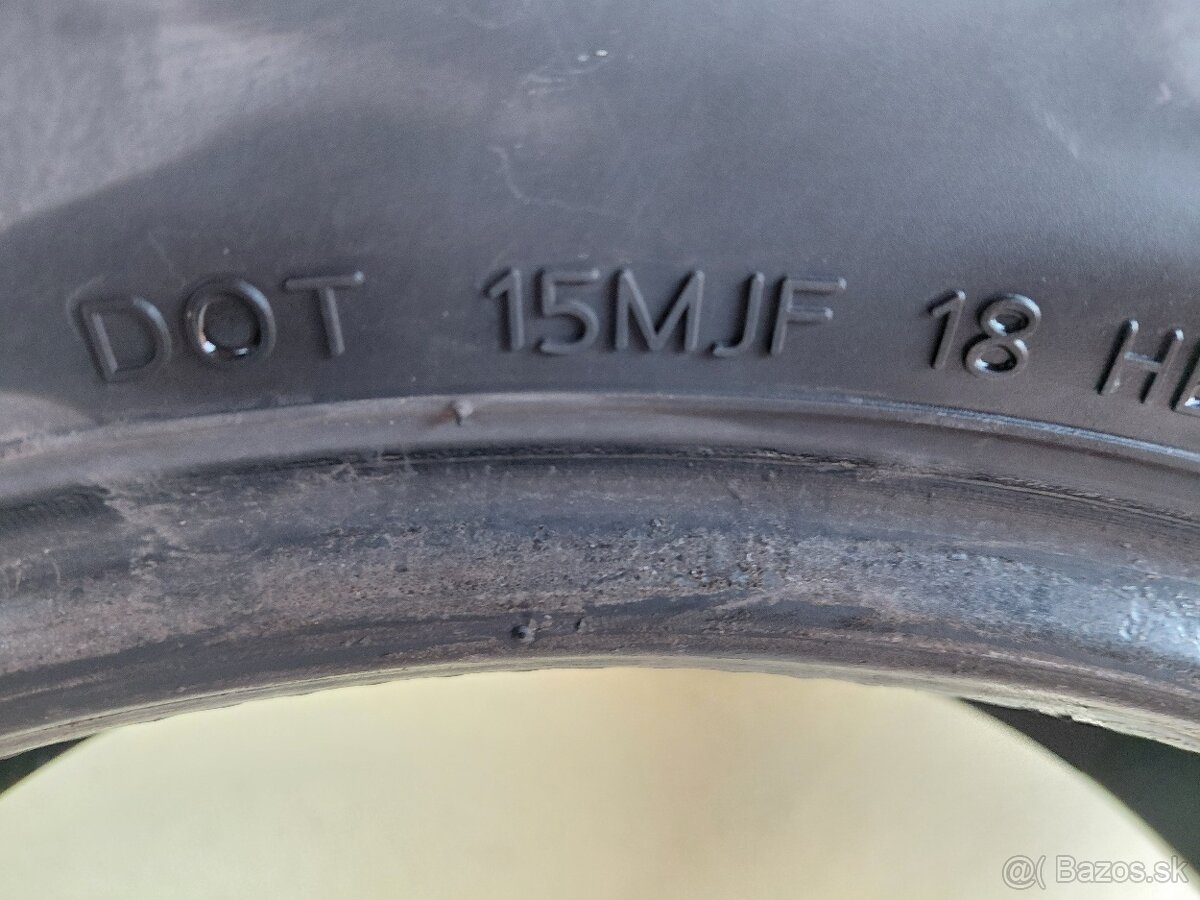 DOT 15MJF 18
@( Bazos.sk